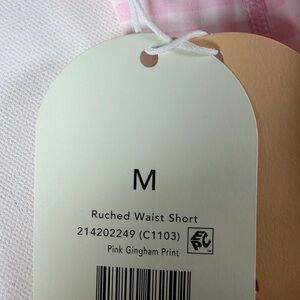 M
Ruched Waist Short
214202249 (C1103)
Pink Gingham Print